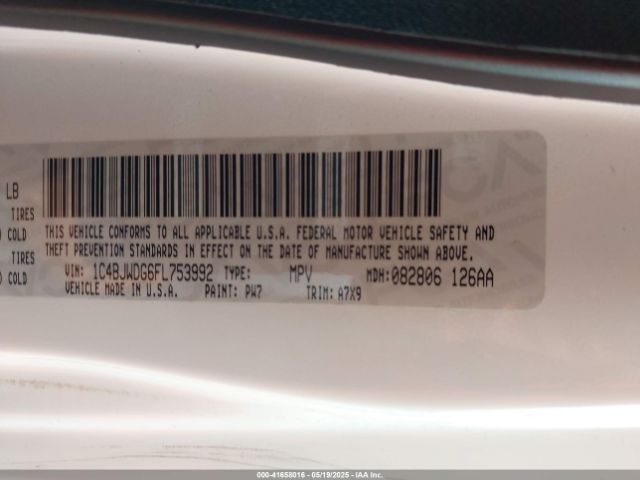 LB
TIRES
COLD
TIRES
COLD
THIS VEHICLE CONFORMS TO ALL APPLICABLE U.S.A. FEDERAL MOTOR VEHICLE SAFETY AND
THEFT PREVENTION STANDARDS IN EFFECT ON THE DATE OF MANUFACTURE SHOWN ABOVE.
VIN: 1C4BJWDG6FL753992 TYPE: MPV MDH: 082806 126AA
VEHICLE MADE IN U.S.A. PAINT: PW7 TRIM: A7X9
000-41658016 - 05/19/2025 - IAA Inc.